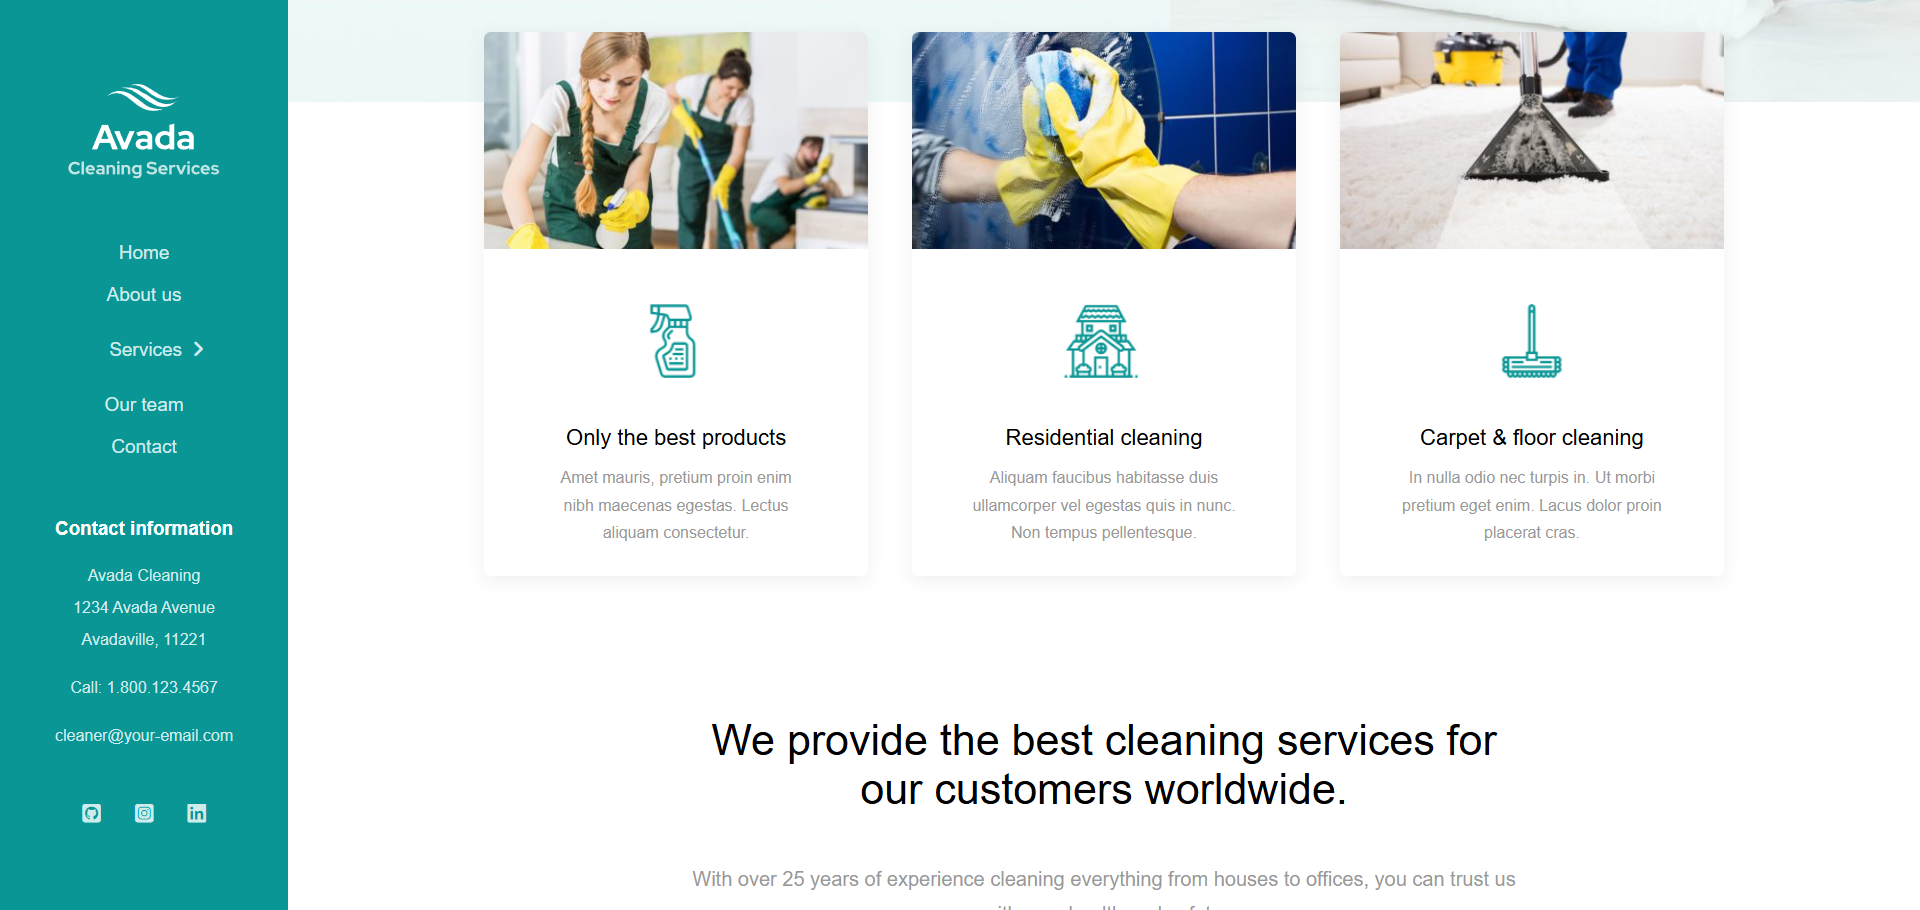 Avada
Cleaning Services
Home
About us
Services
Our team
Contact
Contact information
Avada Cleaning
1234 Avada Avenue
Avadaville, 11221
Call: 1.800.123.4567
cleaner@your-email.com
Only the best products
Amet mauris, pretium proin enim
nibh maecenas egestas. Lectus
aliquam consectetur.
Residential cleaning
Aliquam faucibus habitasse duis
ullamcorper vel egestas quis in nunc.
Non tempus pellentesque.
Carpet & floor cleaning
In nulla odio nec turpis in. Ut morbi
pretium eget enim. Lacus dolor proin
placerat cras.
We provide the best cleaning services for
our customers worldwide.
With over 25 years of experience cleaning everything from houses to offices, you can trust us